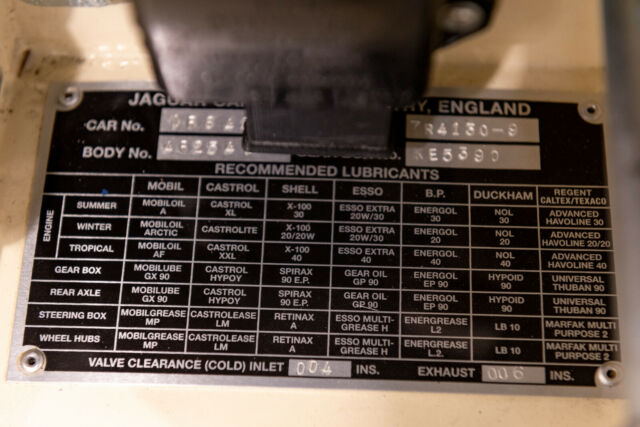 JAGUAR ENGLAND
CAR No. 7R4130-9
BODY No. KE5390
RECOMMENDED LUBRICANTS
MOBIL CASTROL SHELL ESSO B.P. DUCKHAM REGENT CALTEX/TEXACO
ENGINE
SUMMER MOBILOIL A CASTROL XL X-100 30 ESSO EXTRA 20W/30 ENERGOL 30 NOL 30 ADVANCED HAVOLINE 30
WINTER MOBILOIL ARCTIC CASTROLITE X-100 20/20W ESSO EXTRA 20W/30 ENERGOL 20 NOL 20 ADVANCED HAVOLINE 20/20
TROPICAL MOBILOIL AF CASTROL XXL X-100 40 ESSO EXTRA 40 ENERGOL 40 NOL 40 ADVANCED HAVOLINE 40
GEAR BOX MOBILUBE GX 90 CASTROL HYPOY SPIRAX 90 E.P. GEAR OIL GP 90 ENERGOL EP 90 HYPOID 90 UNIVERSAL THUBAN 90
REAR AXLE MOBILUBE GX 90 CASTROL HYPOY SPIRAX 90 E.P. GEAR OIL GP.90 ENERGOL EP 90 HYPOID 90 UNIVERSAL THUBAN 90
STEERING BOX MOBILGREASE MP CASTROLEASE LM RETINAX A ESSO MULTI-GREASE H ENERGREASE L2 LB 10 MARFAK MULTI PURPOSE 2
WHEEL HUBS MOBILGREASE MP CASTROLEASE LM RETINAX A ESSO MULTI-GREASE H ENERGREASE L.2. LB 10 MARFAK MULTI PURPOSE 2
VALVE CLEARANCE (COLD) INLET 004 INS. EXHAUST 006 INS.